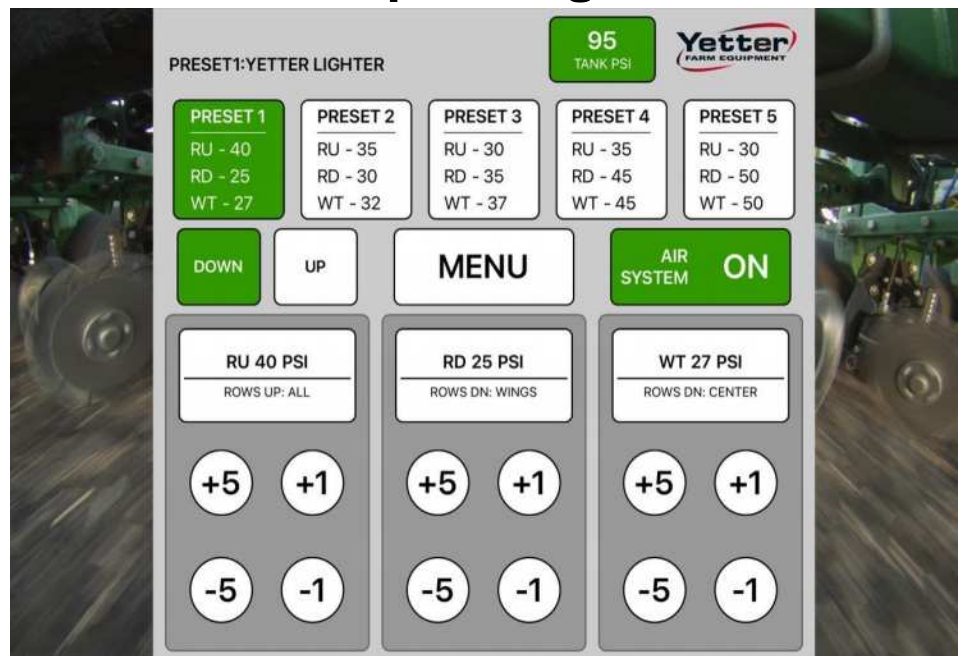 PRESET1:YETTER LIGHTER
95
TANK PSI
Yetter
FARM EQUIPMENT
PRESET 1
RU - 40
RD - 25
WT - 27
PRESET 2
RU - 35
RD - 30
WT - 32
PRESET 3
RU - 30
RD - 35
WT - 37
PRESET 4
RU - 35
RD - 45
WT - 45
PRESET 5
RU - 30
RD - 50
WT - 50
DOWN
UP
MENU
AIR
SYSTEM
ON
RU 40 PSI
ROWS UP: ALL
+5
+1
-5
-1
RD 25 PSI
ROWS DN: WINGS
+5
+1
-5
-1
WT 27 PSI
ROWS DN: CENTER
+5
+1
-5
-1